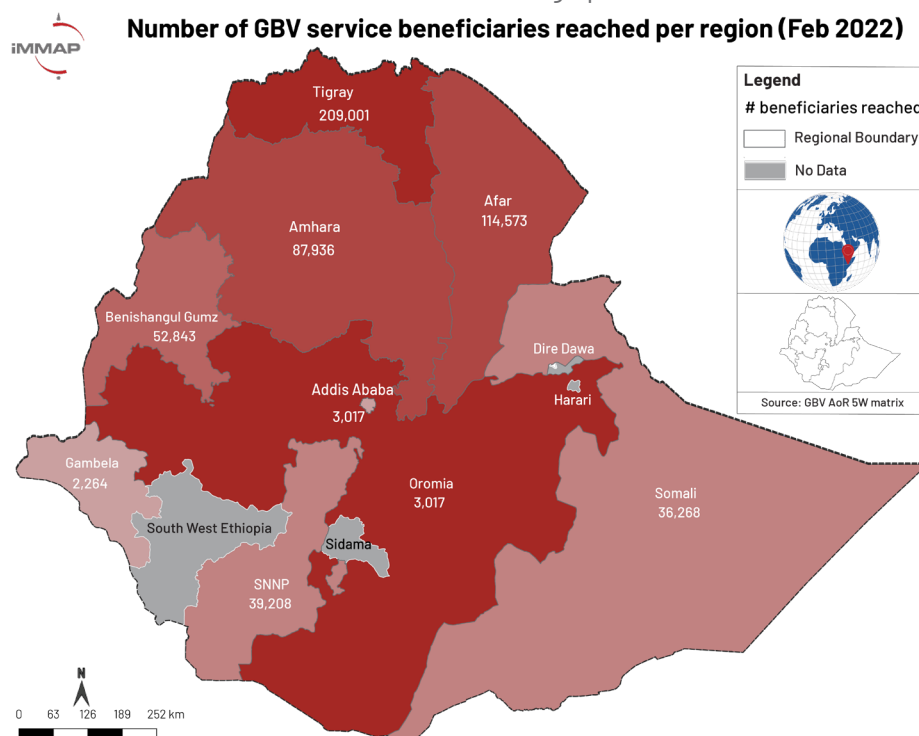 iMMAP
Number of GBV service beneficiaries reached per region (Feb 2022)
Legend
# beneficiaries reached
Regional Boundary
No Data
Source: GBV AoR 5W matrix
Tigray
209,001
Afar
114,573
Amhara
87,936
Benishangul Gumz
52,843
Dire Dawa
Harari
Addis Ababa
3,017
Gambela
2,264
Oromia
3,017
Somali
36,268
South West Ethiopia
Sidama
SNNP
39,208
N
0 63 126 189 252 km